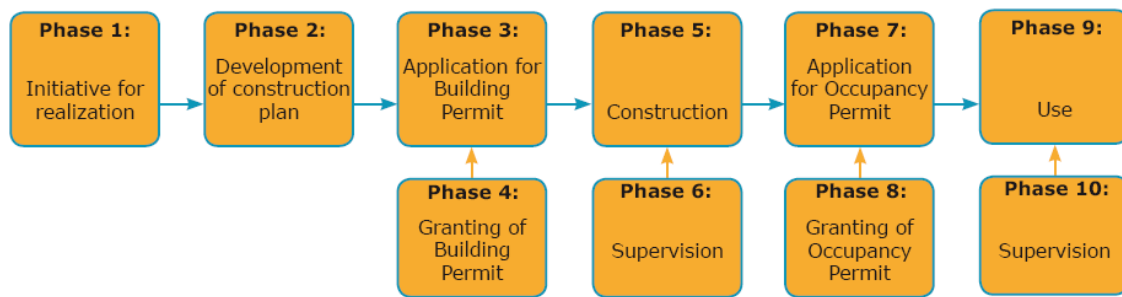 Phase 1:
Initiative for
realization
Phase 2:
Development
of construction
plan
Phase 3:
Application for
Building
Permit
Phase 5:
Construction
Phase 7:
Application
for Occupancy
Permit
Phase 9:
Use
Phase 4:
Granting of
Building
Permit
Phase 6:
Supervision
Phase 8:
Granting of
Occupancy
Permit
Phase 10:
Supervision